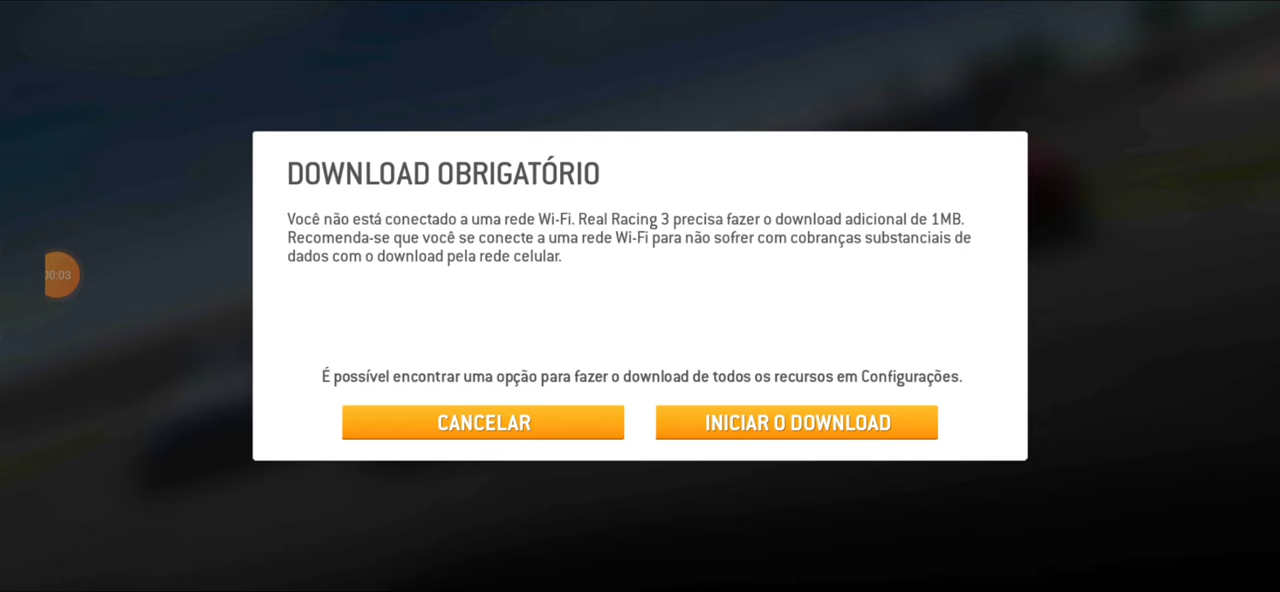 DOWNLOAD OBRIGATÓRIO
Você não está conectado a uma rede Wi-Fi. Real Racing 3 precisa fazer o download adicional de 1MB.
Recomenda-se que você se conecte a uma rede Wi-Fi para não sofrer com cobranças substanciais de
dados com o download pela rede celular.
00:03
É possível encontrar uma opção para fazer o download de todos os recursos em Configurações.
CANCELAR
INICIAR O DOWNLOAD